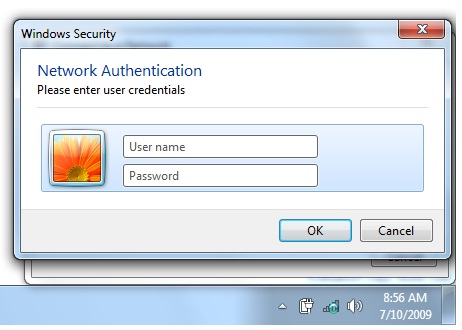 Windows Security
Network Authentication
Please enter user credentials
User name
Password
OK
Cancel
8:56 AM
7/10/2009